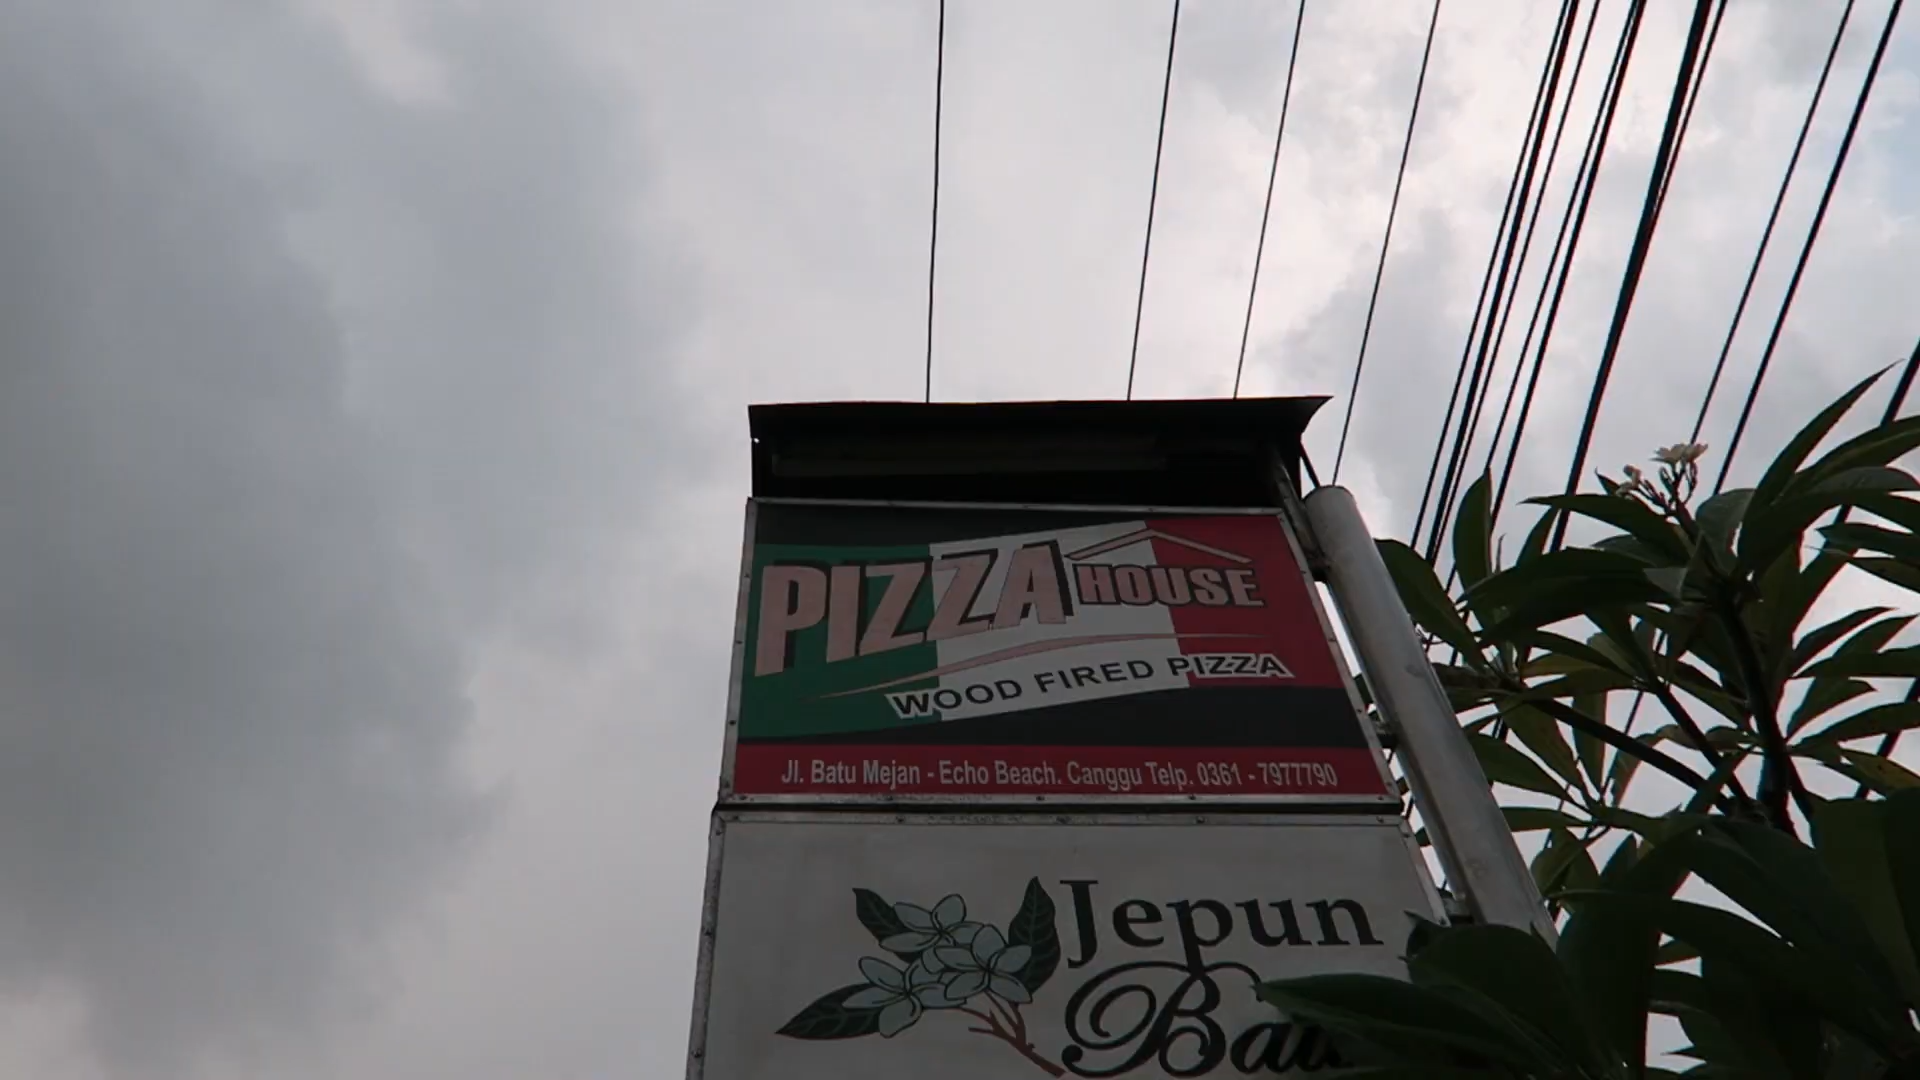 PIZZA HOUSE
WOOD FIRED PIZZA
Jl. Batu Mejan - Echo Beach. Canggu Telp. 0361 - 7977790
Jepun